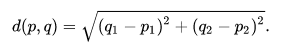 d(p, q) = √((q₁ − p₁)² + (q₂ − p₂)²).